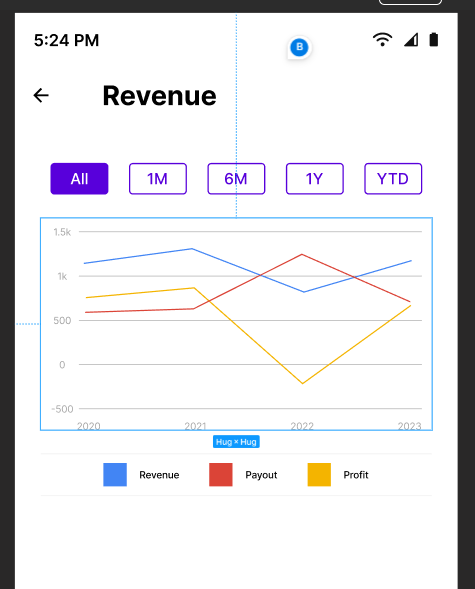 5:24 PM
B
Revenue
All 1M 6M 1Y YTD
1.5k
1k
500
0
-500
2020 2021 2022 2023
Hug × Hug
Revenue Payout Profit